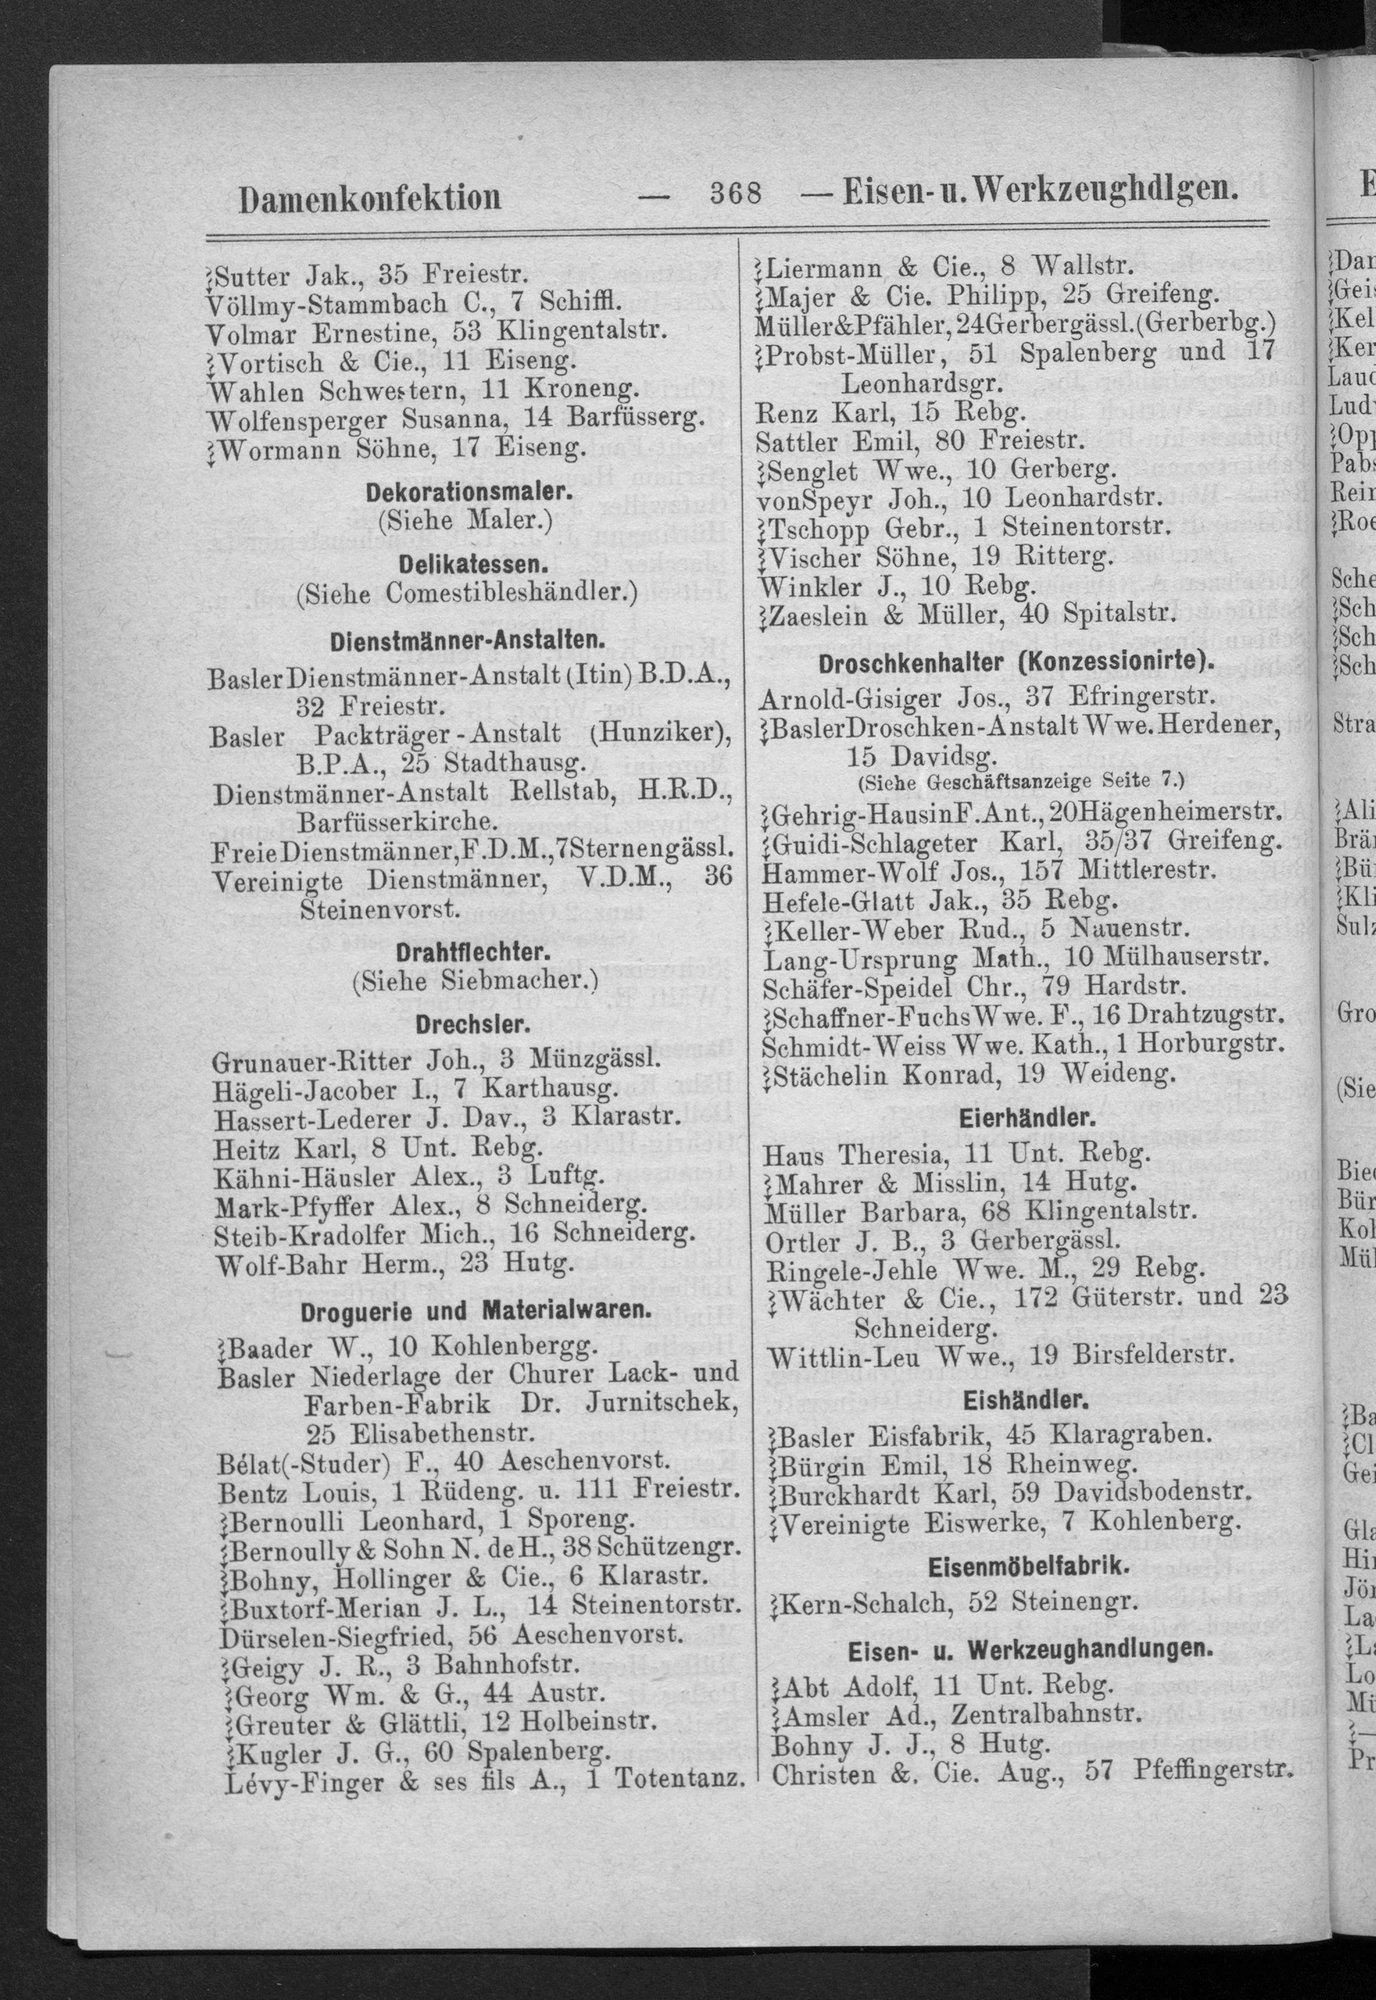 Damenkonfektion — 368 — Eisen- u. Werkzeughdlgen.
Sutter Jak., 35 Freiestr.
Völlmy-Stammbach C., 7 Schiffl.
Volmar Ernestine, 53 Klingentalstr.
Vortisch & Cie., 11 Eiseng.
Wahlen Schwestern, 11 Kroneng.
Wolfensperger Susanna, 14 Barfüsserg.
Wormann Söhne, 17 Eiseng.
Dekorationsmaler.
(Siehe Maler.)
Delikatessen.
(Siehe Comestibleshändler.)
Dienstmänner-Anstalten.
Basler Dienstmänner-Anstalt (Itin) B.D.A.,
32 Freiestr.
Basler Packträger-Anstalt (Hunziker),
B.P.A., 25 Stadthausg.
Dienstmänner-Anstalt Rellstab, H.R.D.,
Barfüsserkirche.
Freie Dienstmänner, F.D.M., 7 Sternengässl.
Vereinigte Dienstmänner, V.D.M., 36
Steinenvorst.
Drahtflechter.
(Siehe Siebmacher.)
Drechsler.
Grunauer-Ritter Joh., 3 Münzgässl.
Hägeli-Jacober I., 7 Karthausg.
Hassert-Lederer J. Dav., 3 Klarastr.
Heitz Karl, 8 Unt. Rebg.
Kähni-Häusler Alex., 3 Luftg.
Mark-Pfyffer Alex., 8 Schneiderg.
Steib-Kradolfer Mich., 16 Schneiderg.
Wolf-Bahr Herm., 23 Hutg.
Droguerie und Materialwaren.
Baader W., 10 Kohlenbergg.
Basler Niederlage der Churer Lack- und
Farben-Fabrik Dr. Jurnitschek,
25 Elisabethenstr.
Bélat(-Studer) F., 40 Aeschenvorst.
Bentz Louis, 1 Rüdeng. u. 111 Freiestr.
Bernoulli Leonhard, 1 Sporeng.
Bernoully & Sohn N. de H., 38 Schützengr.
Bohny, Hollinger & Cie., 6 Klarastr.
Buxtorf-Merian J. L., 14 Steinentorstr.
Dürselen-Siegfried, 56 Aeschenvorst.
Geigy J. R., 3 Bahnhofstr.
Georg Wm. & G., 44 Austr.
Greuter & Glättli, 12 Holbeinstr.
Kugler J. G., 60 Spalenberg.
Lévy-Finger & ses fils A., 1 Totentanz.
Liermann & Cie., 8 Wallstr.
Majer & Cie. Philipp, 25 Greifeng.
Müller & Pfähler, 24 Gerbergässl. (Gerberbg.)
Probst-Müller, 51 Spalenberg und 17
Leonhardsgr.
Renz Karl, 15 Rebg.
Sattler Emil, 80 Freiestr.
Senglet Wwe., 10 Gerberg.
von Speyr Joh., 10 Leonhardstr.
Tschopp Gebr., 1 Steinentorstr.
Vischer Söhne, 19 Ritterg.
Winkler J., 10 Rebg.
Zaeslein & Müller, 40 Spitalstr.
Droschkenhalter (Konzessionirte).
Arnold-Gisiger Jos., 37 Efringerstr.
Basler Droschken-Anstalt Wwe. Herdener,
15 Davidsg.
(Siehe Geschäftsanzeige Seite 7.)
Gehrig-Hausin F. Ant., 20 Hägenheimerstr.
Guidi-Schlageter Karl, 35/37 Greifeng.
Hammer-Wolf Jos., 157 Mittlerestr.
Hefele-Glatt Jak., 35 Rebg.
Keller-Weber Rud., 5 Nauenstr.
Lang-Ursprung Math., 10 Mülhauserstr.
Schäfer-Speidel Chr., 79 Hardstr.
Schaffner-Fuchs Wwe. F., 16 Drahtzugstr.
Schmidt-Weiss Wwe. Kath., 1 Horburgstr.
Stächelin Konrad, 19 Weideng.
Eierhändler.
Haus Theresia, 11 Unt. Rebg.
Mahrer & Misslin, 14 Hutg.
Müller Barbara, 68 Klingentalstr.
Ortler J. B., 3 Gerbergässl.
Ringele-Jehle Wwe. M., 29 Rebg.
Wächter & Cie., 172 Güterstr. und 23
Schneiderg.
Wittlin-Leu Wwe., 19 Birsfelderstr.
Eishändler.
Basler Eisfabrik, 45 Klaragraben.
Bürgin Emil, 18 Rheinweg.
Burckhardt Karl, 59 Davidsbodenstr.
Vereinigte Eiswerke, 7 Kohlenberg.
Eisenmöbelfabrik.
Kern-Schalch, 52 Steinengr.
Eisen- u. Werkzeughandlungen.
Abt Adolf, 11 Unt. Rebg.
Amsler Ad., Zentralbahnstr.
Bohny J. J., 8 Hutg.
Christen &. Cie. Aug., 57 Pfeffingerstr.